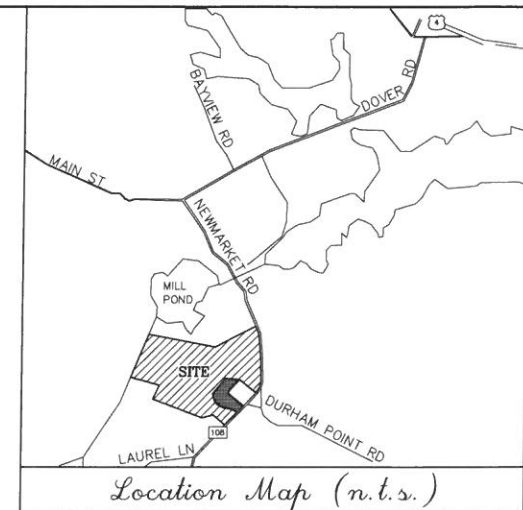 4
BAYVIEW RD
DOVER RD
MAIN ST
NEWMARKET RD
MILL
POND
SITE
DURHAM POINT RD
108
LAUREL LN
Location Map (n.t.s.)